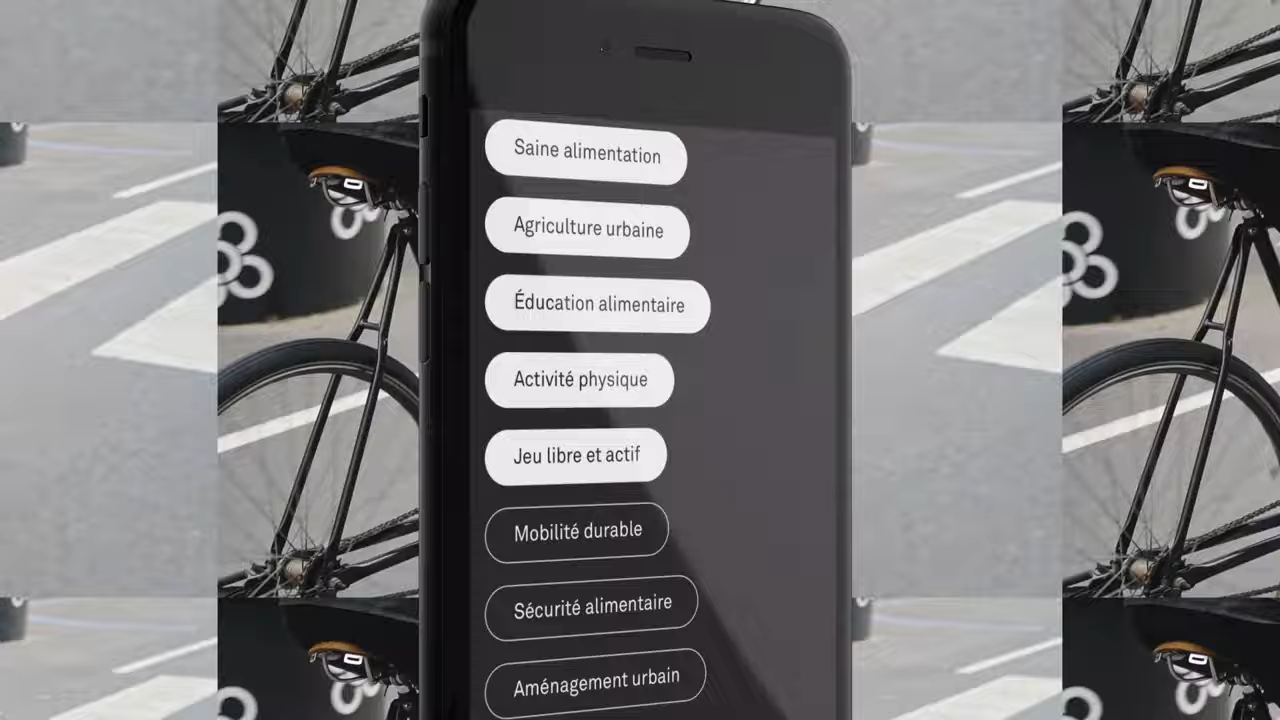 Saine alimentation
Agriculture urbaine
Éducation alimentaire
Activité physique
Jeu libre et actif
Mobilité durable
Sécurité alimentaire
Aménagement urbain